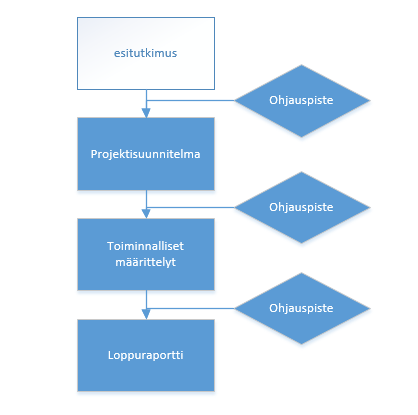 esitutkimus
Ohjauspiste
Projektisuunnitelma
Ohjauspiste
Toiminnalliset
määrittelyt
Ohjauspiste
Loppuraportti